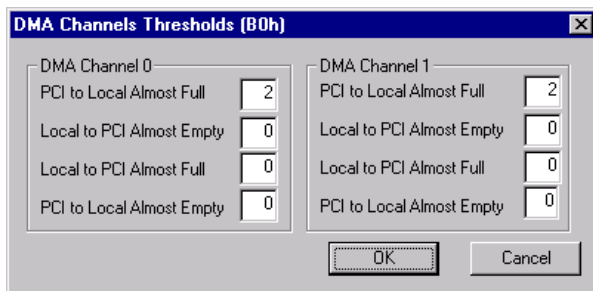 DMA Channels Thresholds (B0h)
DMA Channel 0
PCI to Local Almost Full 2
Local to PCI Almost Empty 0
Local to PCI Almost Full 0
PCI to Local Almost Empty 0
DMA Channel 1
PCI to Local Almost Full 2
Local to PCI Almost Empty 0
Local to PCI Almost Full 0
PCI to Local Almost Empty 0
OK
Cancel